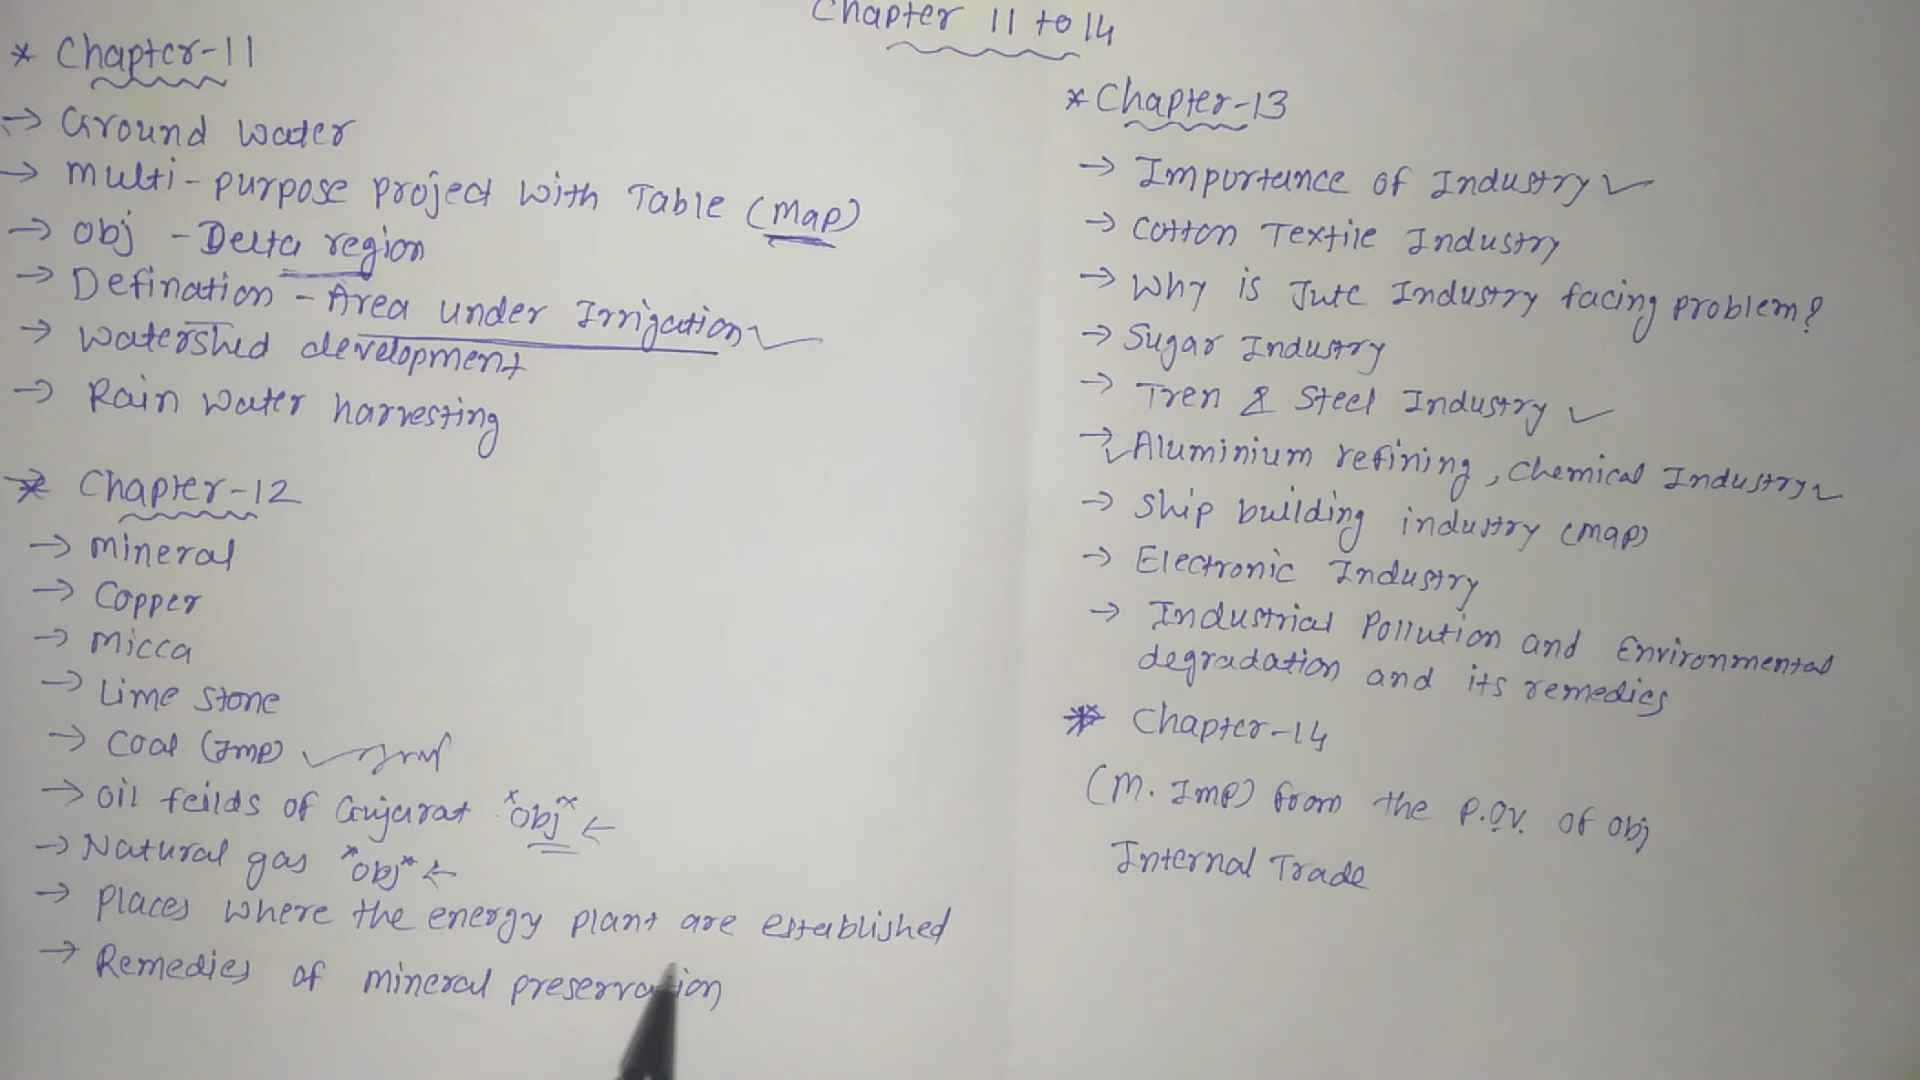 Chapter 11 to 14
* Chapter-11
→ Ground water
→ Multi-purpose project with Table (Map)
→ Obj - Delta region
→ Defination - Area under Irrigation ✓
→ Watershed development
→ Rain water harvesting
* Chapter-12
→ Mineral
→ Copper
→ Micca
→ Lime stone
→ Coal (Imp) ✓
→ Oil feilds of Gujarat *Obj* ←
→ Natural gas *Obj* ←
→ Places where the energy plant are established
→ Remedies of mineral preservation
* Chapter-13
→ Importance of Industry ✓
→ Cotton Textile Industry
→ Why is Jute Industry facing problem?
→ Sugar Industry
→ Iren & Steel Industry ✓
→ Aluminium refining, Chemical Industry ✓
→ Ship building industry (Map)
→ Electronic Industry
→ Industrial Pollution and Environmental
degradation and its remedies
* Chapter-14
(M. Imp) from the P.O.V. of Obj
Internal Trade